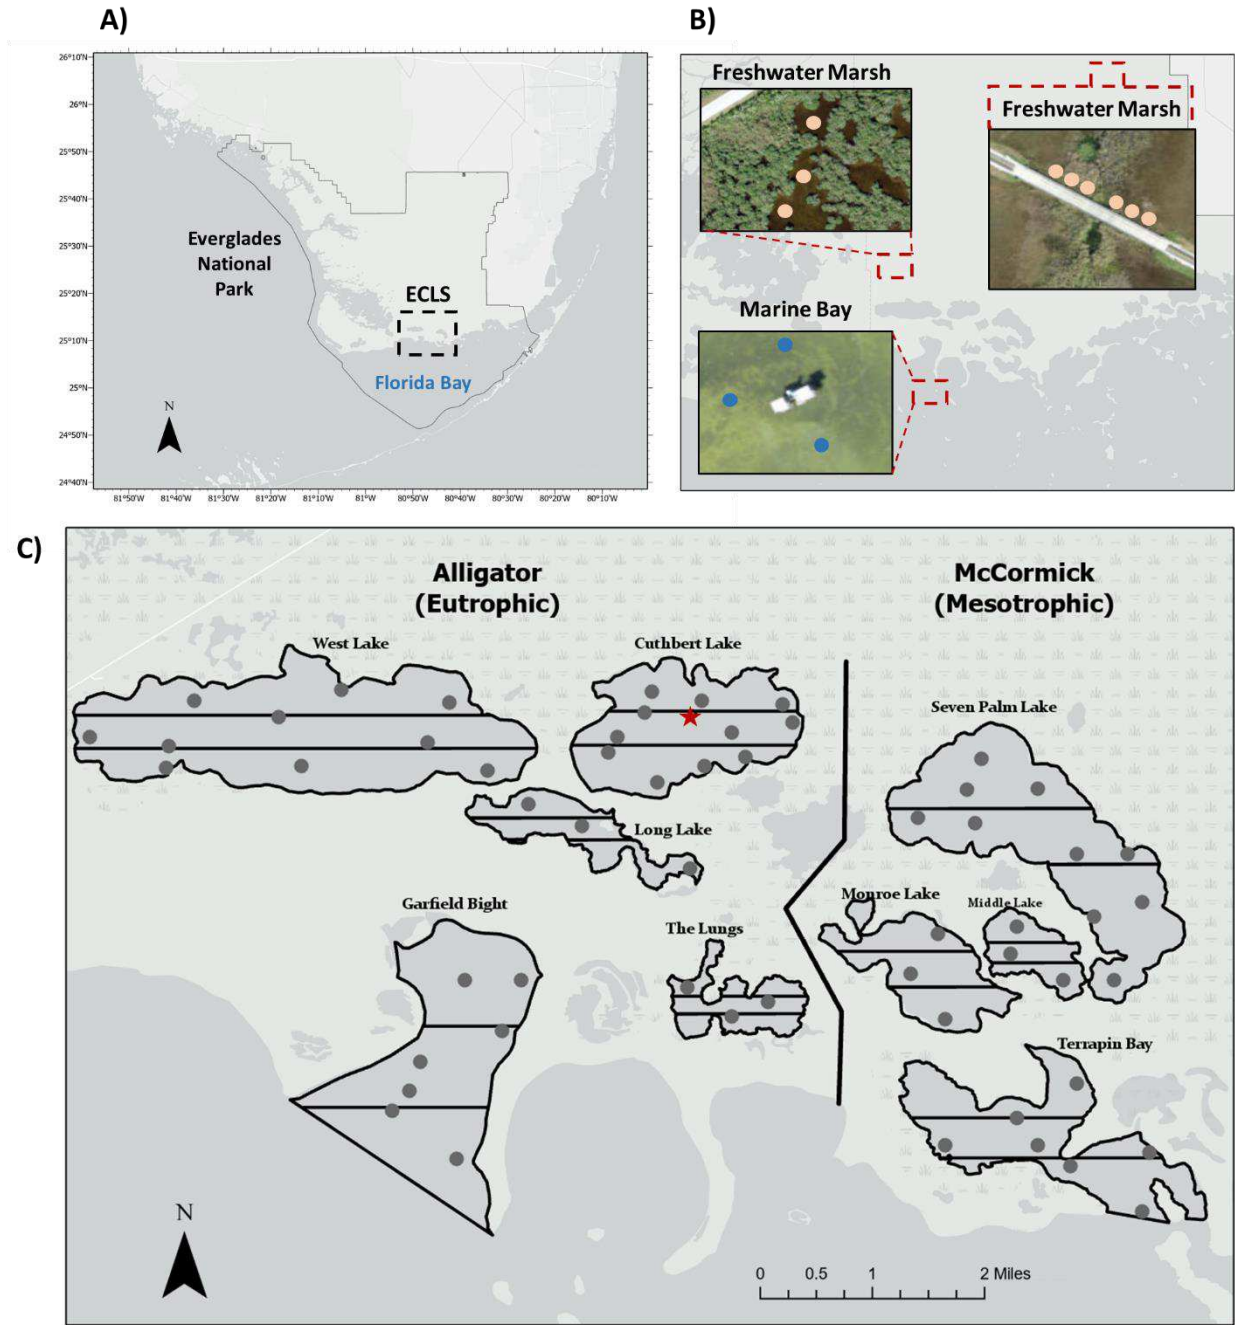 A)
26°10'N
26°N
25°50'N
25°40'N
25°30'N
25°20'N
25°10'N
25°N
24°50'N
24°40'N
81°50'W
81°40'W
81°30'W
81°20'W
81°10'W
81°W
80°50'W
80°40'W
80°30'W
80°20'W
80°10'W
Everglades
National
Park
ECLS
Florida Bay
N
B)
Freshwater Marsh
Freshwater Marsh
Marine Bay
C)
Alligator
(Eutrophic)
McCormick
(Mesotrophic)
West Lake
Cuthbert Lake
Seven Palm Lake
Long Lake
Monroe Lake
Middle Lake
Garfield Bight
The Lungs
Terrapin Bay
N
0 0.5 1 2 Miles